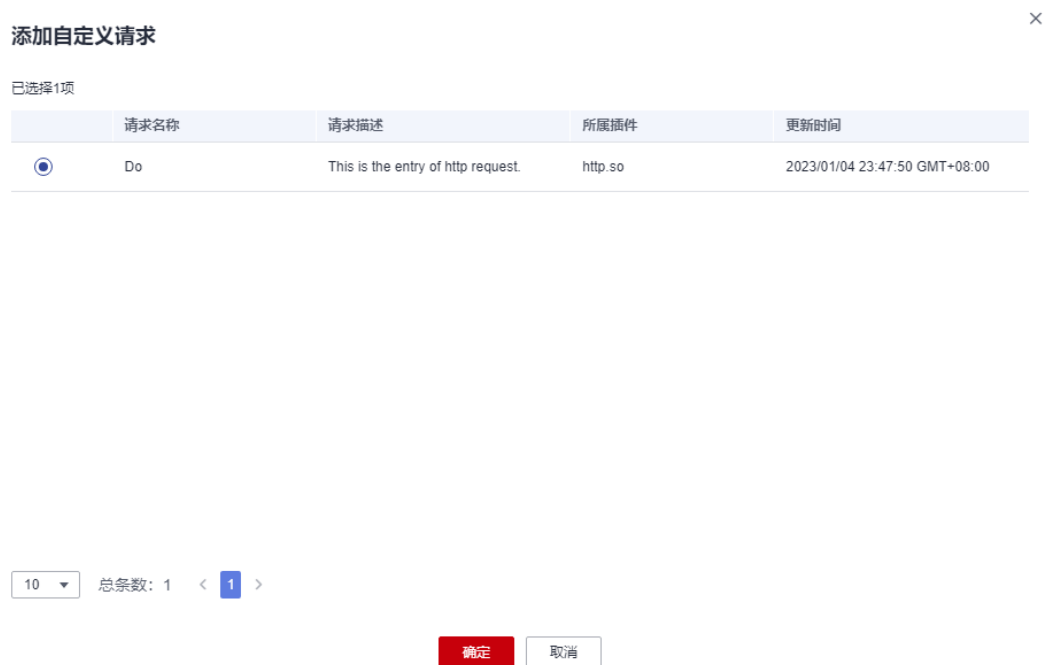 添加自定义请求
已选择1项
请求名称 请求描述 所属插件 更新时间
Do This is the entry of http request. http.so 2023/01/04 23:47:50 GMT+08:00
10 总条数：1 < 1 >
确定 取消